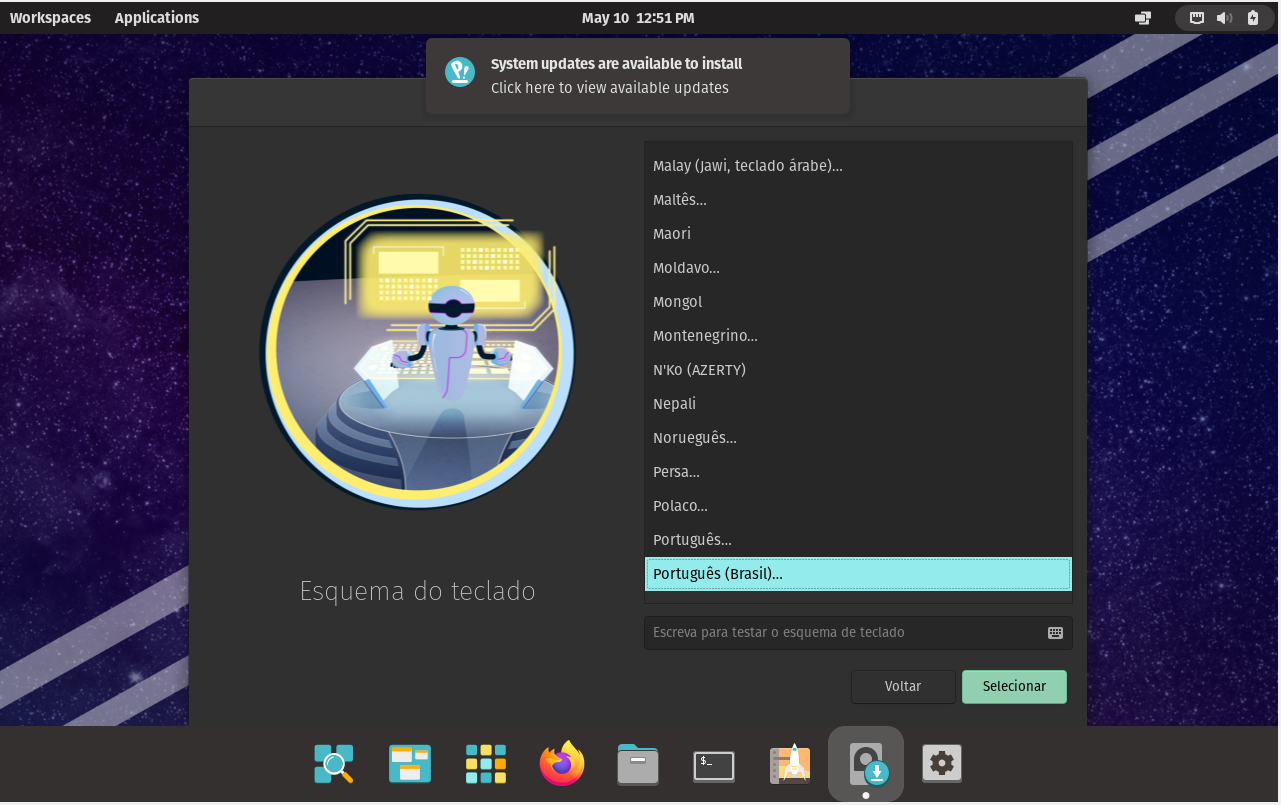 Workspaces Applications May 10 12:51 PM
System updates are available to install
Click here to view available updates
Malay (Jawi, teclado árabe)...
Maltês...
Maori
Moldavo...
Mongol
Montenegrino...
N'Ko (AZERTY)
Nepali
Norueguês...
Persa...
Polaco...
Português...
Português (Brasil)...
Esquema do teclado
Escreva para testar o esquema de teclado
Voltar Selecionar
$_